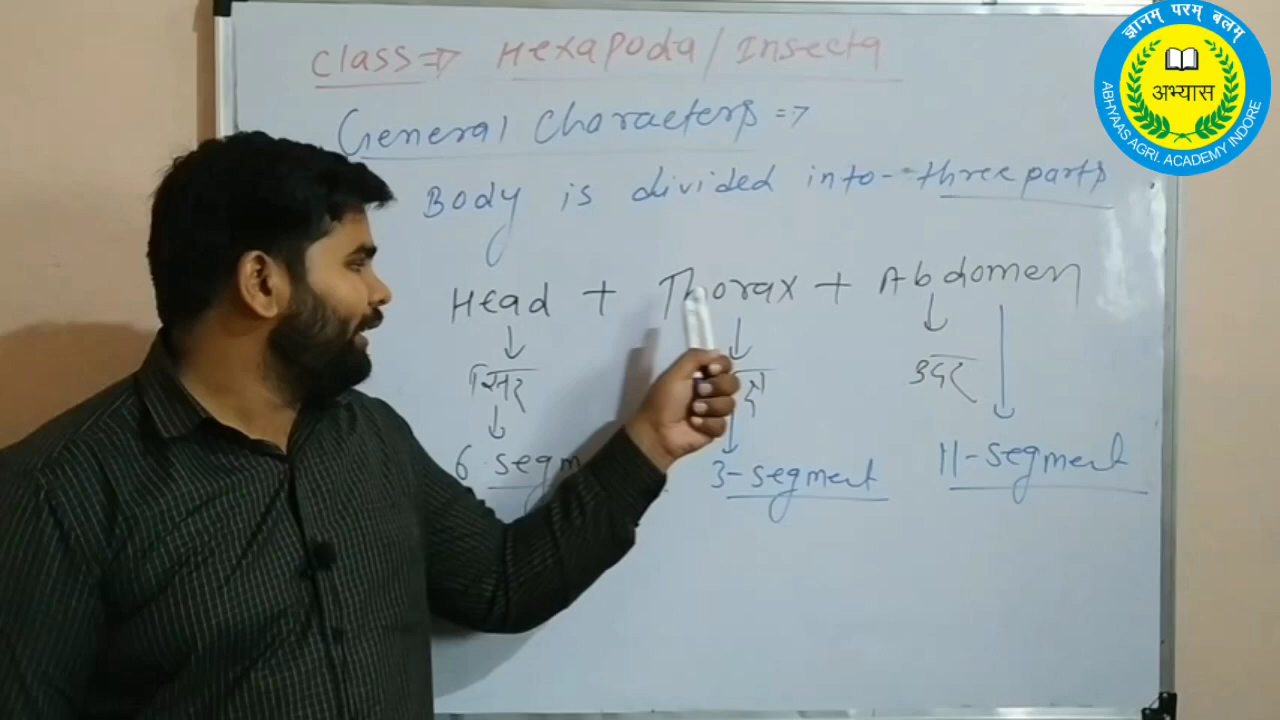 Class => Hexapoda / Insecta
General Characters =>
Body is divided into - three parts
Head + Thorax + Abdomen
सिर उदर
6 segm 3-segment 11-segment
ज्ञानम् परम् बलम्
अभ्यास
ABHYAAS AGRI. ACADEMY INDORE